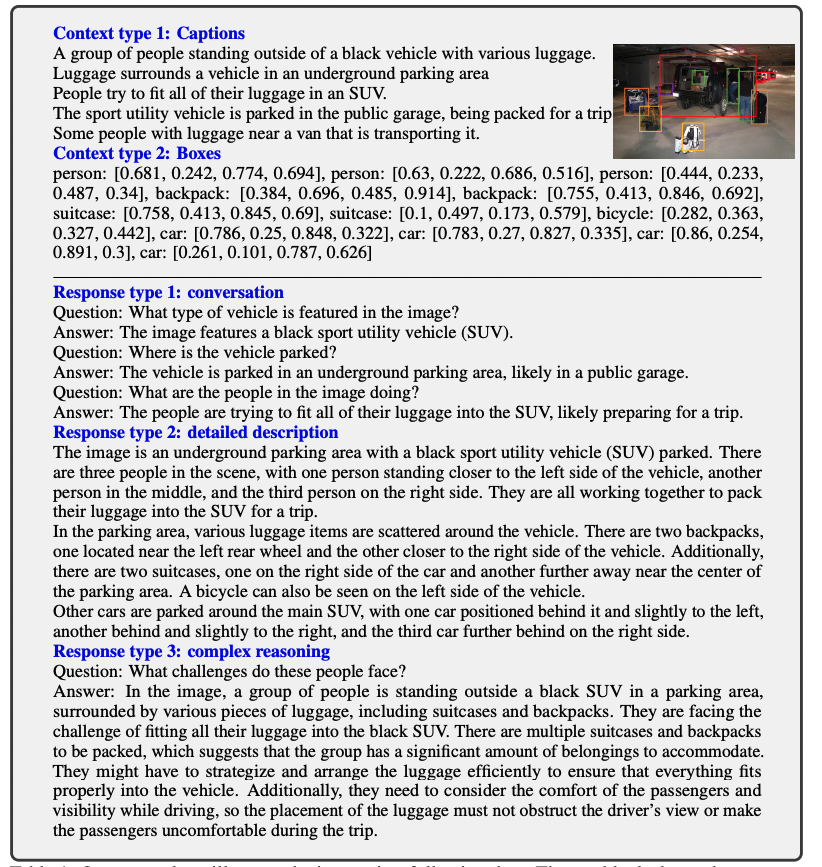 Context type 1: Captions
A group of people standing outside of a black vehicle with various luggage.
Luggage surrounds a vehicle in an underground parking area
People try to fit all of their luggage in an SUV.
The sport utility vehicle is parked in the public garage, being packed for a trip
Some people with luggage near a van that is transporting it.
Context type 2: Boxes
person: [0.681, 0.242, 0.774, 0.694], person: [0.63, 0.222, 0.686, 0.516], person: [0.444, 0.233,
0.487, 0.34], backpack: [0.384, 0.696, 0.485, 0.914], backpack: [0.755, 0.413, 0.846, 0.692],
suitcase: [0.758, 0.413, 0.845, 0.69], suitcase: [0.1, 0.497, 0.173, 0.579], bicycle: [0.282, 0.363,
0.327, 0.442], car: [0.786, 0.25, 0.848, 0.322], car: [0.783, 0.27, 0.827, 0.335], car: [0.86, 0.254,
0.891, 0.3], car: [0.261, 0.101, 0.787, 0.626]
Response type 1: conversation
Question: What type of vehicle is featured in the image?
Answer: The image features a black sport utility vehicle (SUV).
Question: Where is the vehicle parked?
Answer: The vehicle is parked in an underground parking area, likely in a public garage.
Question: What are the people in the image doing?
Answer: The people are trying to fit all of their luggage into the SUV, likely preparing for a trip.
Response type 2: detailed description
The image is an underground parking area with a black sport utility vehicle (SUV) parked. There
are three people in the scene, with one person standing closer to the left side of the vehicle, another
person in the middle, and the third person on the right side. They are all working together to pack
their luggage into the SUV for a trip.
In the parking area, various luggage items are scattered around the vehicle. There are two backpacks,
one located near the left rear wheel and the other closer to the right side of the vehicle. Additionally,
there are two suitcases, one on the right side of the car and another further away near the center of
the parking area. A bicycle can also be seen on the left side of the vehicle.
Other cars are parked around the main SUV, with one car positioned behind it and slightly to the left,
another behind and slightly to the right, and the third car further behind on the right side.
Response type 3: complex reasoning
Question: What challenges do these people face?
Answer: In the image, a group of people is standing outside a black SUV in a parking area,
surrounded by various pieces of luggage, including suitcases and backpacks. They are facing the
challenge of fitting all their luggage into the black SUV. There are multiple suitcases and backpacks
to be packed, which suggests that the group has a significant amount of belongings to accommodate.
They might have to strategize and arrange the luggage efficiently to ensure that everything fits
properly into the vehicle. Additionally, they need to consider the comfort of the passengers and
visibility while driving, so the placement of the luggage must not obstruct the driver's view or make
the passengers uncomfortable during the trip.